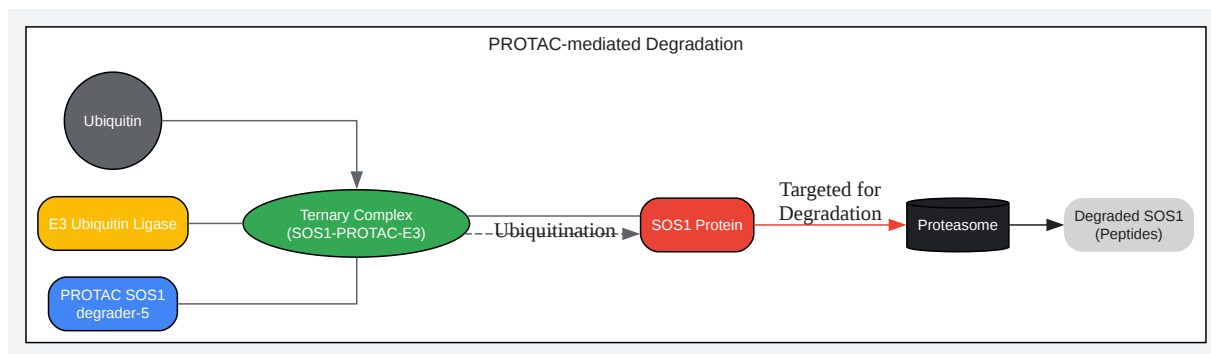 PROTAC-mediated Degradation
Ubiquitin
E3 Ubiquitin Ligase
PROTAC SOS1
degrader-5
Ternary Complex
(SOS1-PROTAC-E3)
Ubiquitination
SOS1 Protein
Targeted for
Degradation
Proteasome
Degraded SOS1
(Peptides)